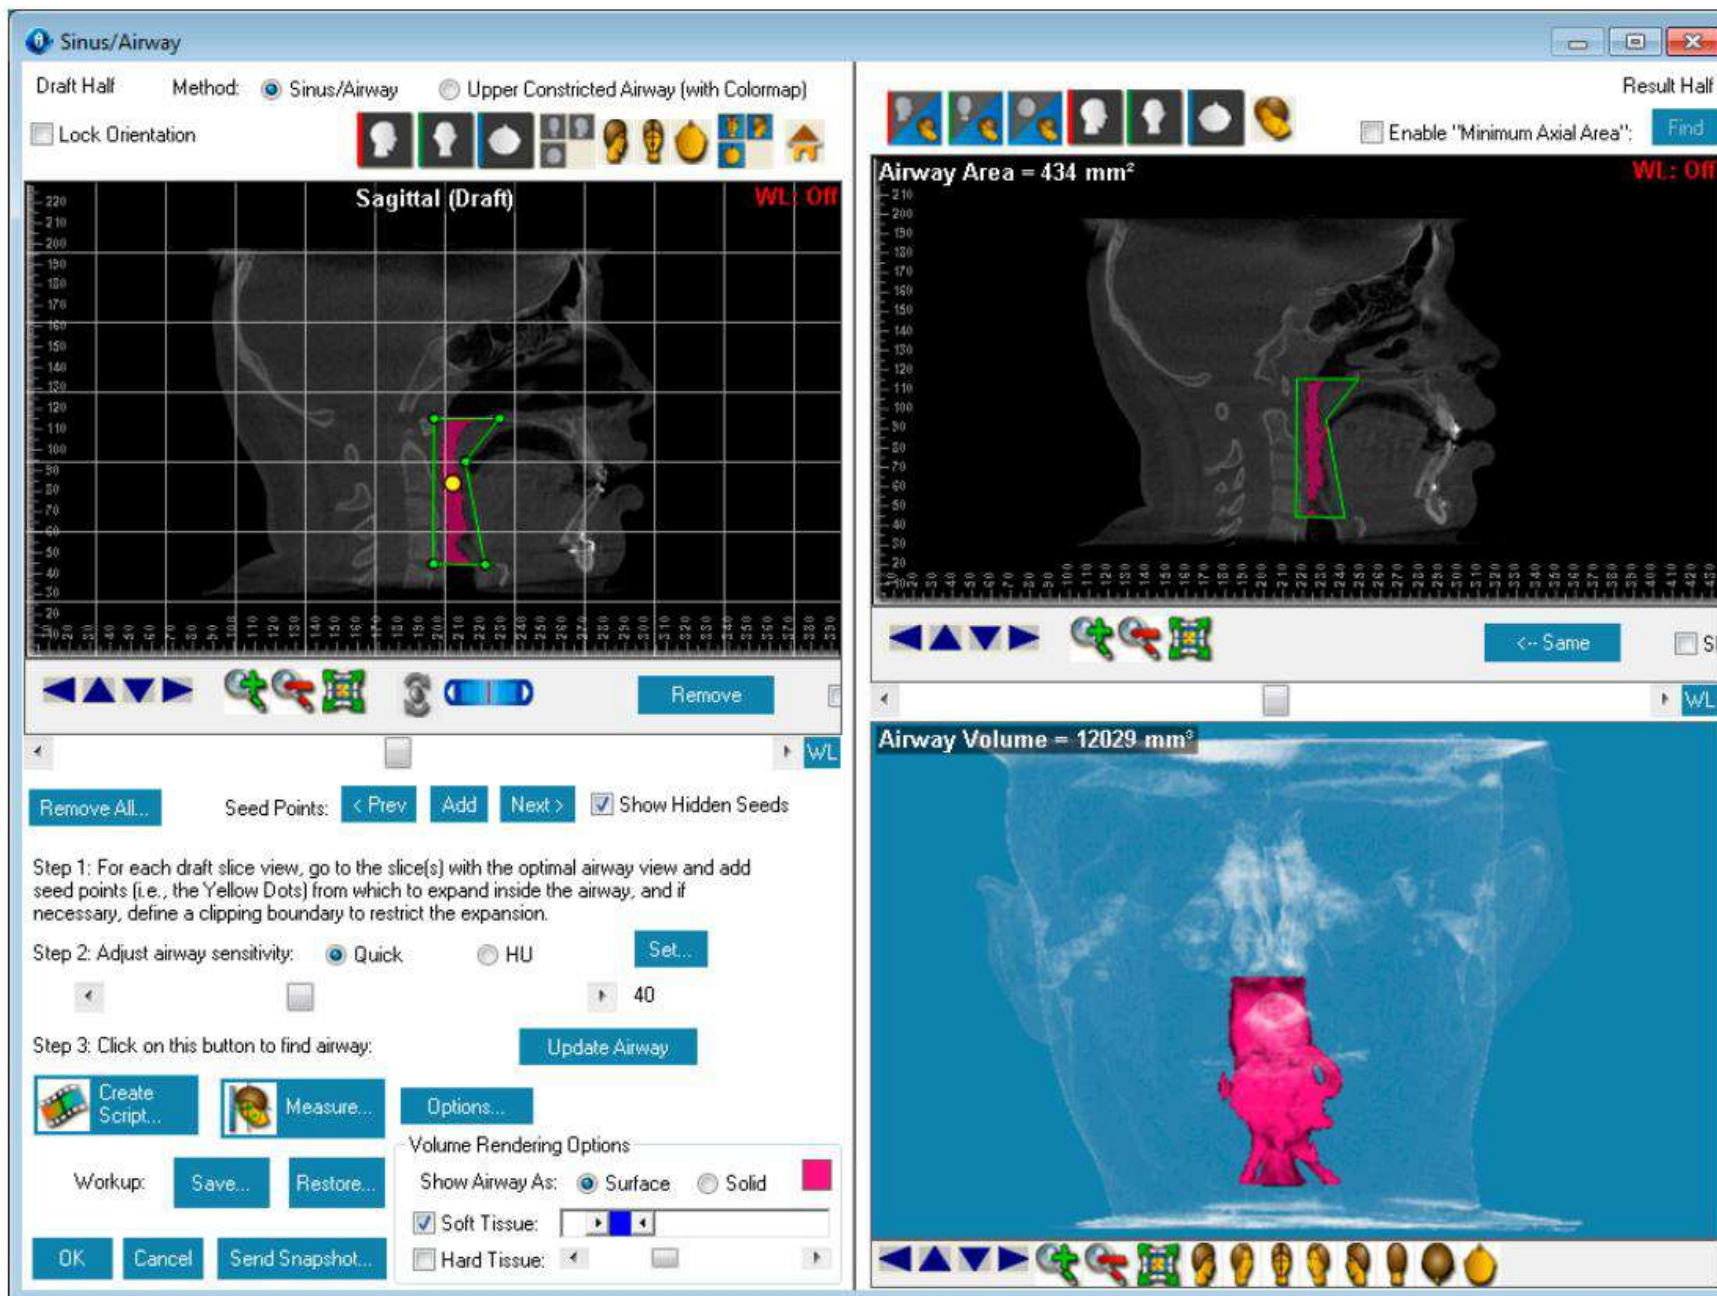 Sinus/Airway
Draft Half
Method:
Sinus/Airway
Upper Constricted Airway (with Colormap)
Lock Orientation
Sagittal (Draft)
WL: Off
Remove
WL
Remove All...
Seed Points:
< Prev
Add
Next >
Show Hidden Seeds
Step 1: For each draft slice view, go to the slice(s) with the optimal airway view and add
seed points (i.e., the Yellow Dots) from which to expand inside the airway, and if
necessary, define a clipping boundary to restrict the expansion.
Step 2: Adjust airway sensitivity:
Quick
HU
Set...
40
Step 3: Click on this button to find airway:
Update Airway
Create
Script...
Measure...
Options...
Workup:
Save...
Restore...
OK
Cancel
Send Snapshot...
Volume Rendering Options
Show Airway As:
Surface
Solid
Soft Tissue:
Hard Tissue:
Result Half
Enable "Minimum Axial Area":
Find
Airway Area = 434 mm²
WL: Off
<-- Same
WL
Airway Volume = 12029 mm³